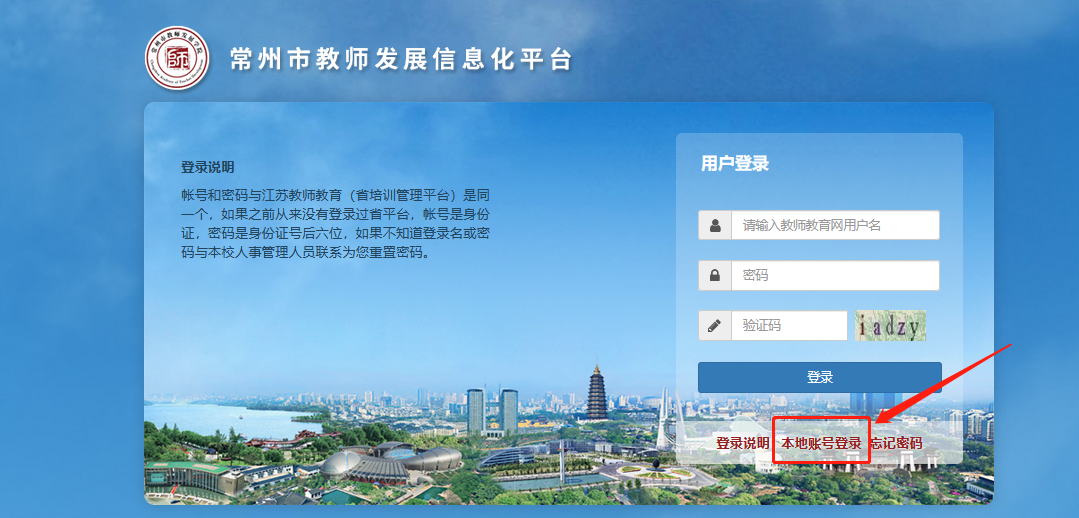 常州市教师发展信息化平台
登录说明
帐号和密码与江苏教师教育（省培训管理平台）是同
一个，如果之前从来没有登录过省平台，帐号是身份
证，密码是身份证号后六位，如果不知道登录名或密
码与本校人事管理人员联系为您重置密码。
用户登录
请输入教师教育网用户名
密码
验证码
iadzy
登录
登录说明 本地账号登录 忘记密码